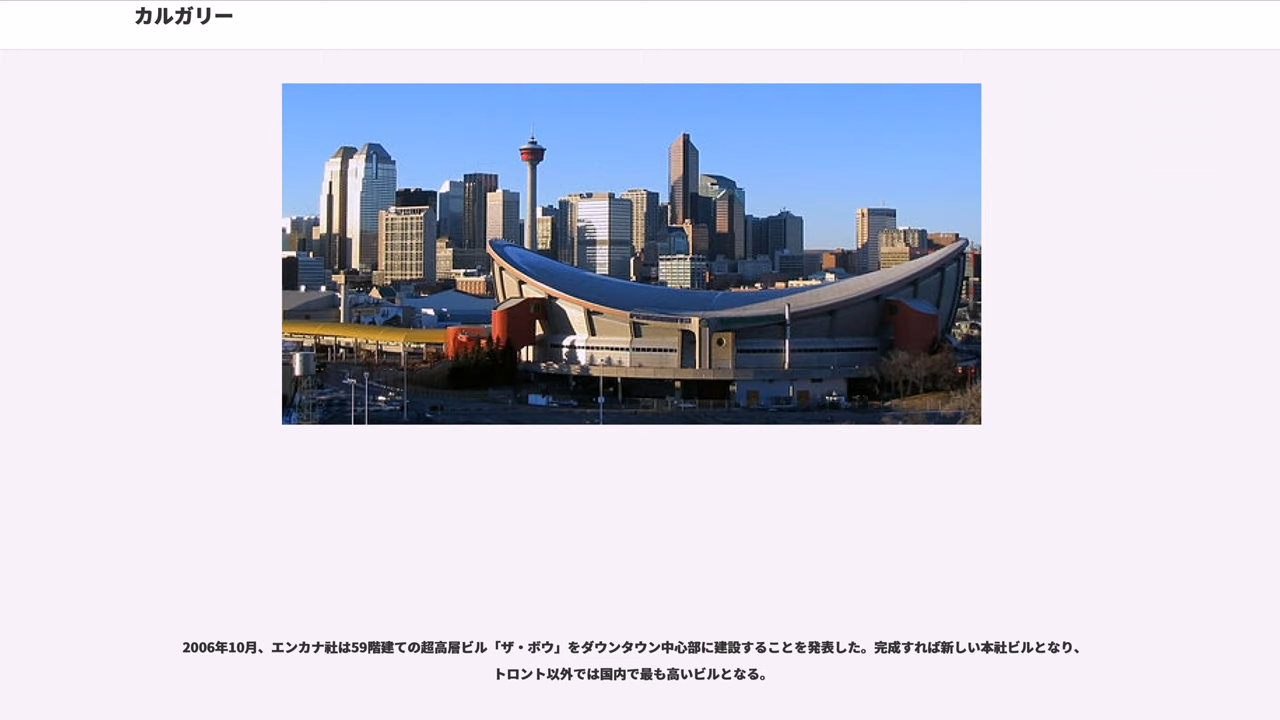 カルガリー
2006年10月、エンカナ社は59階建ての超高層ビル「ザ・ボウ」をダウンタウン中心部に建設することを発表した。完成すれば新しい本社ビルとなり、
トロント以外では国内で最も高いビルとなる。